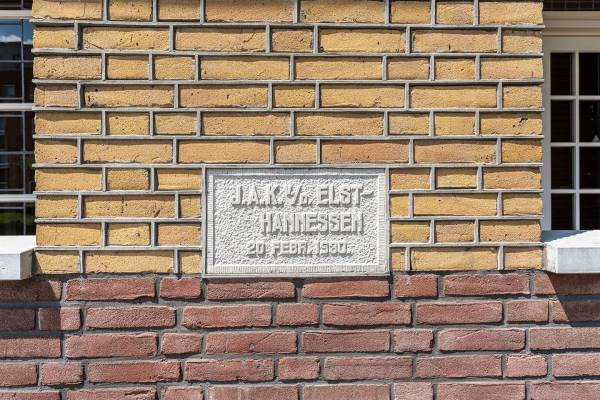 J.A.K. v/d. ELST-
HANNESSEN
20. FEBR. 1930.